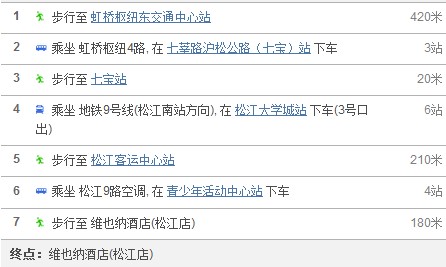 1 步行至 虹桥枢纽东交通中心站 420米
2 乘坐 虹桥枢纽4路, 在 七莘路沪松公路（七宝）站 下车 3站
3 步行至 七宝站 20米
4 乘坐 地铁9号线(松江南站方向), 在 松江大学城站 下车(3号口 6站
出)
5 步行至 松江客运中心站 210米
6 乘坐 松江9路空调, 在 青少年活动中心站 下车 4站
7 步行至 维也纳酒店(松江店) 180米
终点：维也纳酒店(松江店)